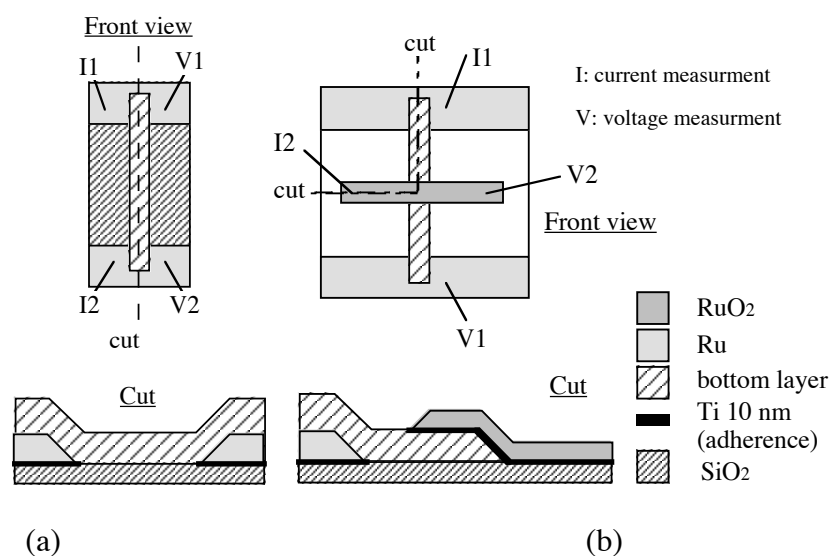 Front view
I1
V1
I2
V2
cut
cut
I1
I2
cut
V2
Front view
V1
I: current measurment
V: voltage measurment
RuO2
Ru
bottom layer
Ti 10 nm
(adherence)
SiO2
Cut
Cut
(a)
(b)